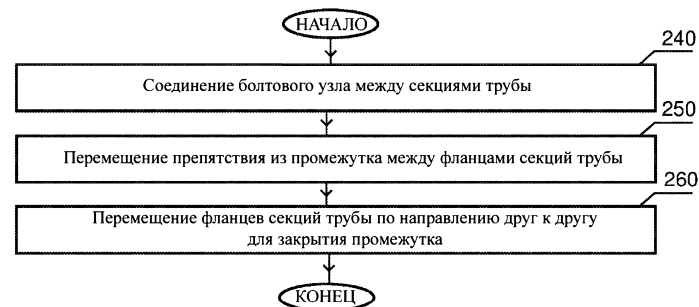 НАЧАЛО
240
Соединение болтового узла между секциями трубы
250
Перемещение препятствия из промежутка между фланцами секций трубы
260
Перемещение фланцев секций трубы по направлению друг к другу
для закрытия промежутка
КОНЕЦ